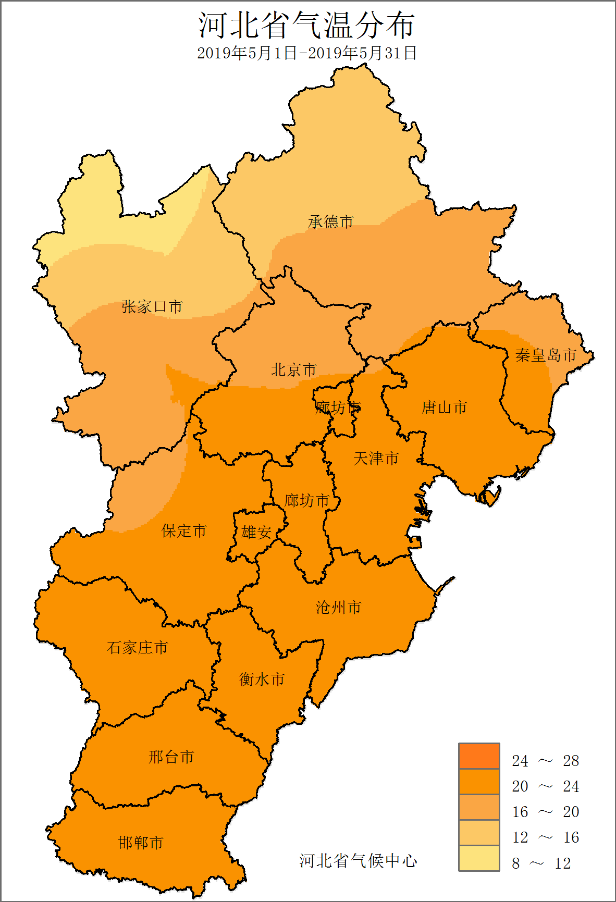 河北省气温分布
2019年5月1日-2019年5月31日
承德市
张家口市
秦皇岛市
北京市
廊坊市
唐山市
天津市
廊坊市
保定市
雄安
沧州市
石家庄市
衡水市
邢台市
邯郸市
24 ～ 28
20 ～ 24
16 ～ 20
12 ～ 16
8 ～ 12
河北省气候中心